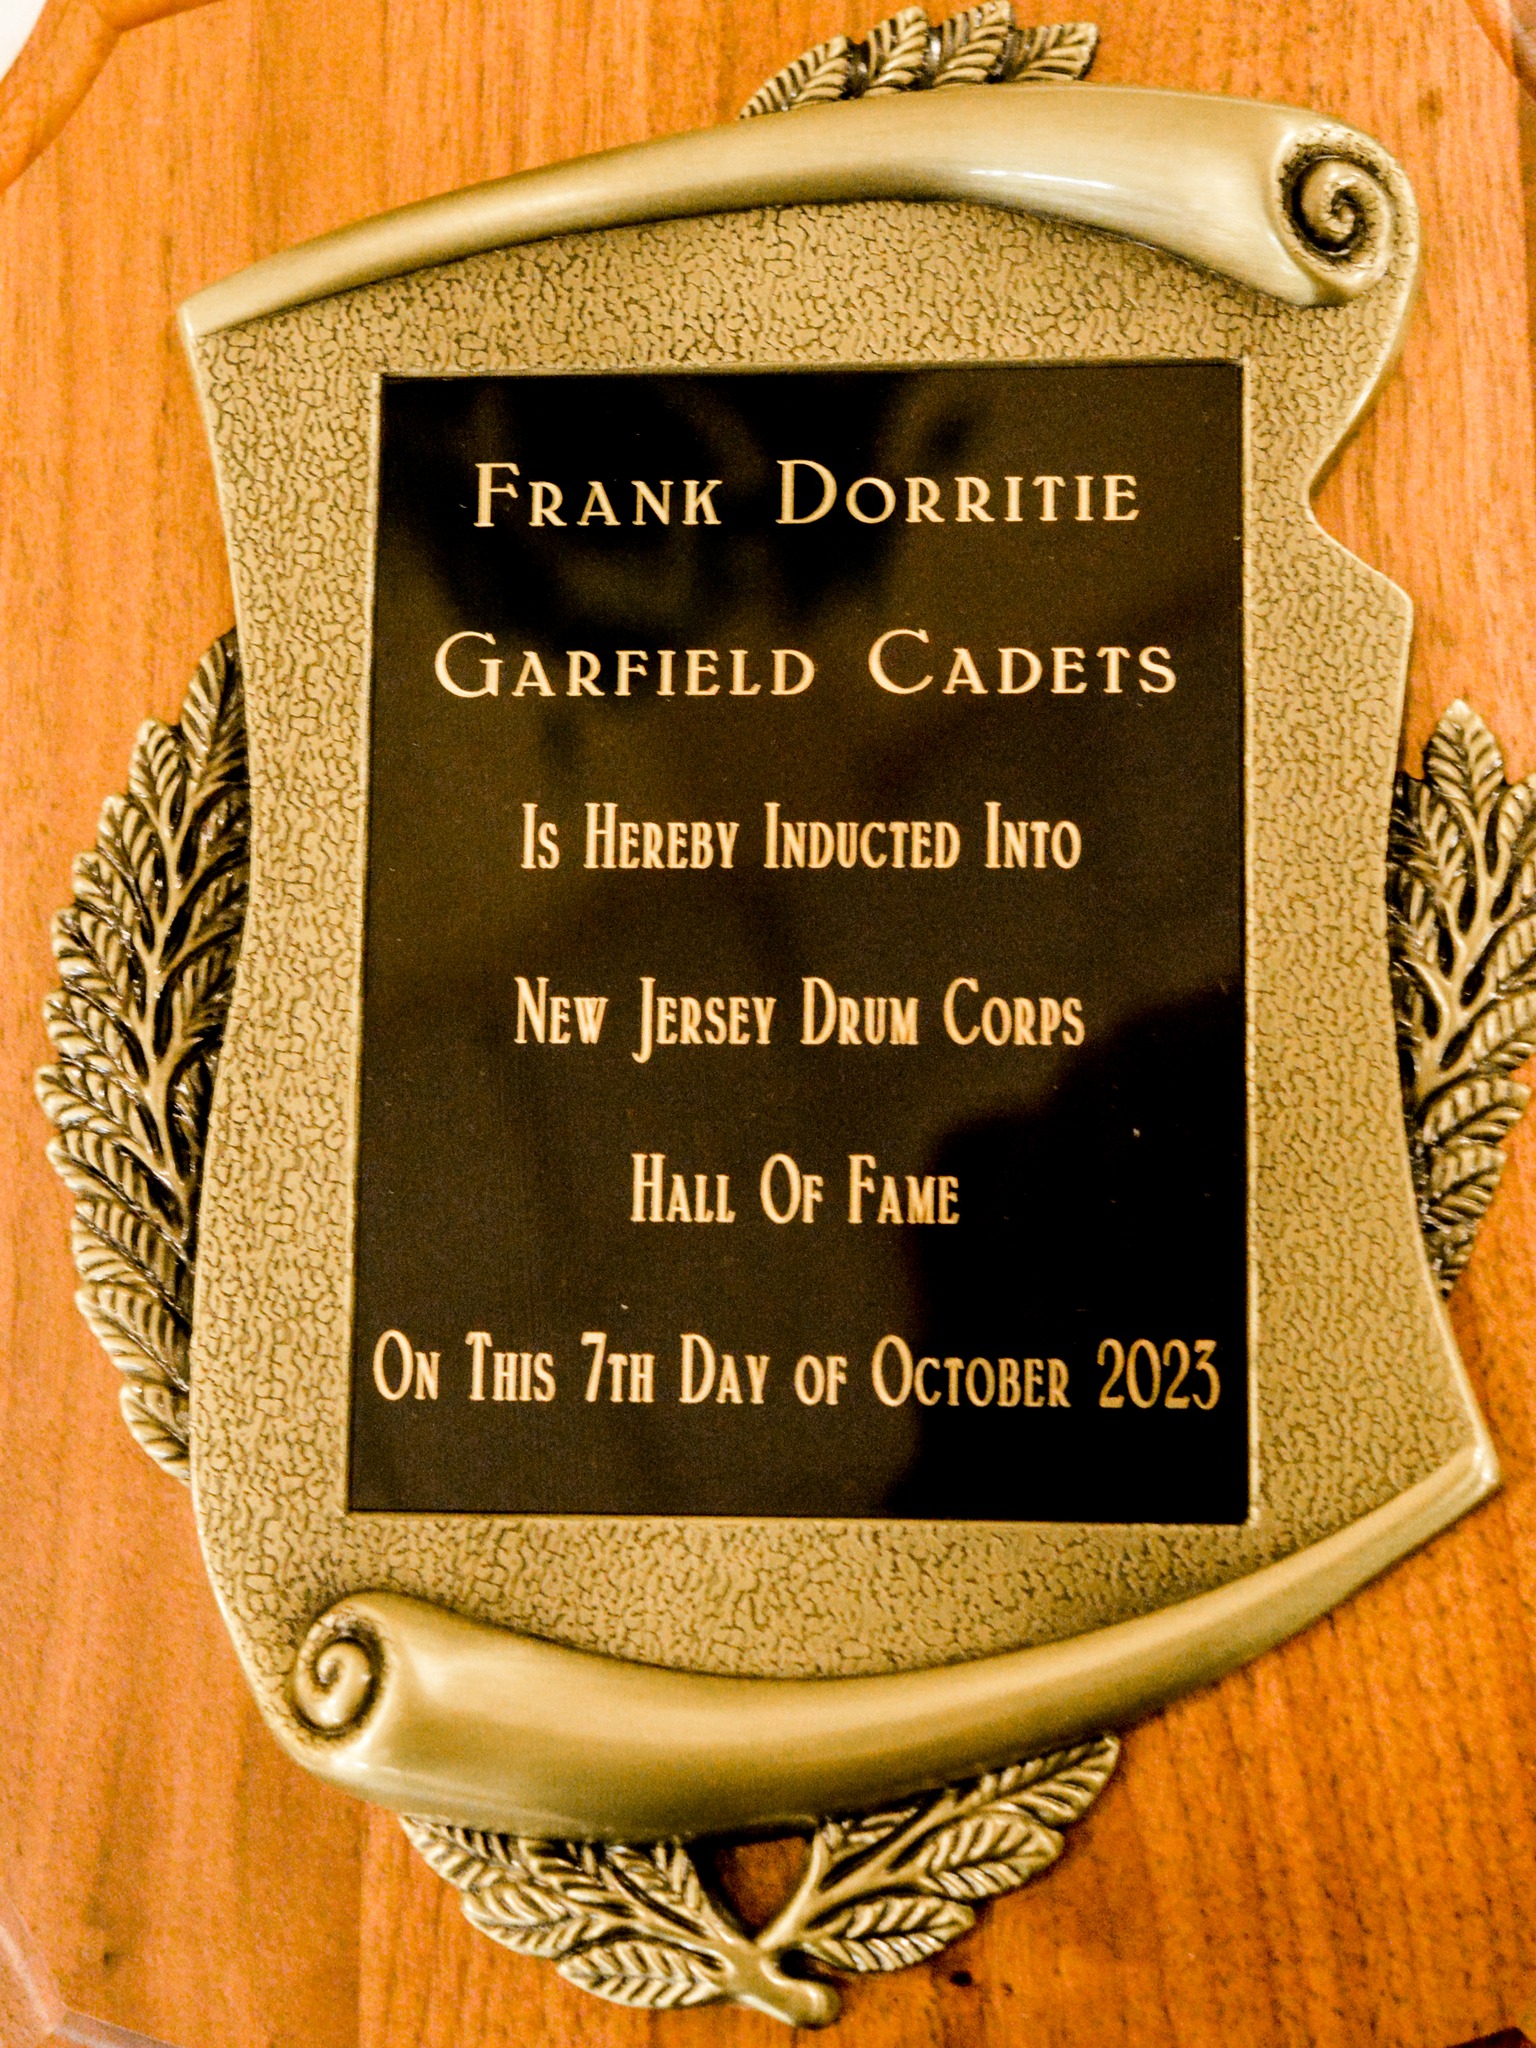 Frank Dorritie
Garfield Cadets
Is Hereby Inducted Into
New Jersey Drum Corps
Hall Of Fame
On This 7th Day of October 2023